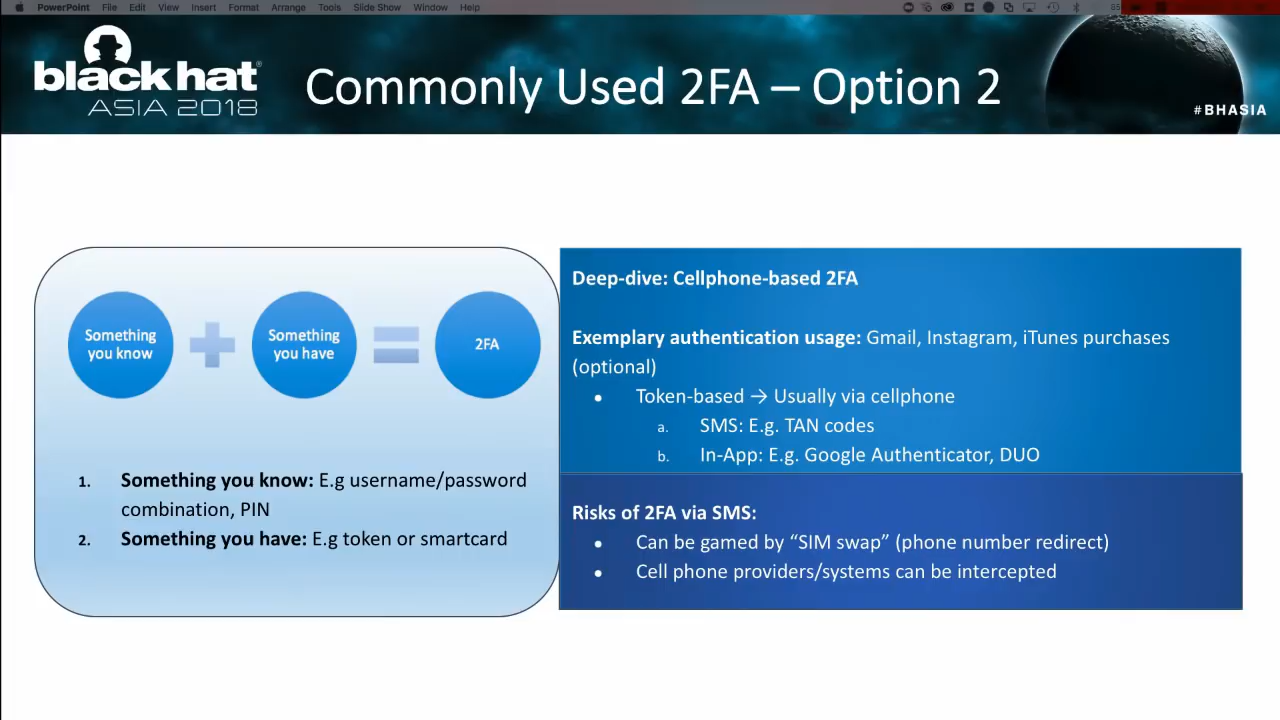 PowerPoint File Edit View Insert Format Arrange Tools Slide Show Window Help
black hat®
ASIA 2018
Commonly Used 2FA – Option 2
#BHASIA
Something
you know
Something
you have
2FA
1. Something you know: E.g username/password
combination, PIN
2. Something you have: E.g token or smartcard
Deep-dive: Cellphone-based 2FA
Exemplary authentication usage: Gmail, Instagram, iTunes purchases
(optional)
• Token-based → Usually via cellphone
a. SMS: E.g. TAN codes
b. In-App: E.g. Google Authenticator, DUO
Risks of 2FA via SMS:
• Can be gamed by “SIM swap” (phone number redirect)
• Cell phone providers/systems can be intercepted